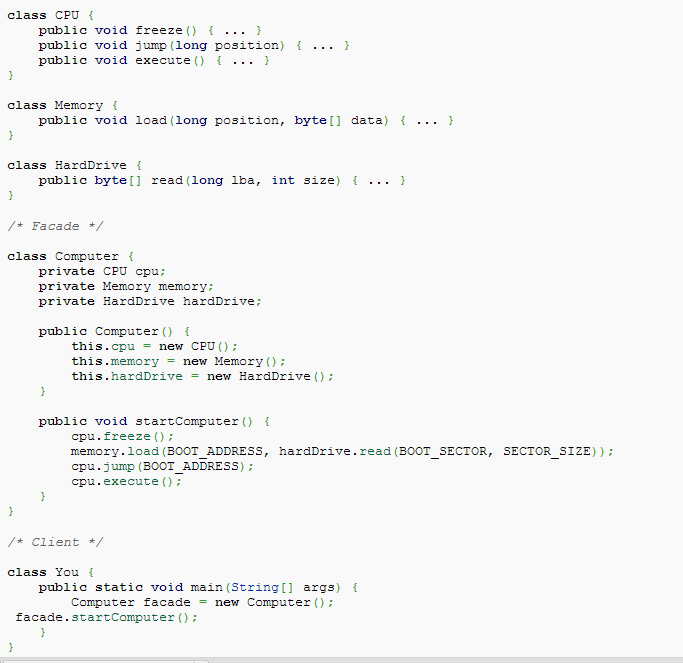 class CPU {
    public void freeze() { ... }
    public void jump(long position) { ... }
    public void execute() { ... }
}

class Memory {
    public void load(long position, byte[] data) { ... }
}

class HardDrive {
    public byte[] read(long lba, int size) { ... }
}

/* Facade */

class Computer {
    private CPU cpu;
    private Memory memory;
    private HardDrive hardDrive;

    public Computer() {
        this.cpu = new CPU();
        this.memory = new Memory();
        this.hardDrive = new HardDrive();
    }

    public void startComputer() {
        cpu.freeze();
        memory.load(BOOT_ADDRESS, hardDrive.read(BOOT_SECTOR, SECTOR_SIZE));
        cpu.jump(BOOT_ADDRESS);
        cpu.execute();
    }
}

/* Client */

class You {
    public static void main(String[] args) {
        Computer facade = new Computer();
 facade.startComputer();
    }
}